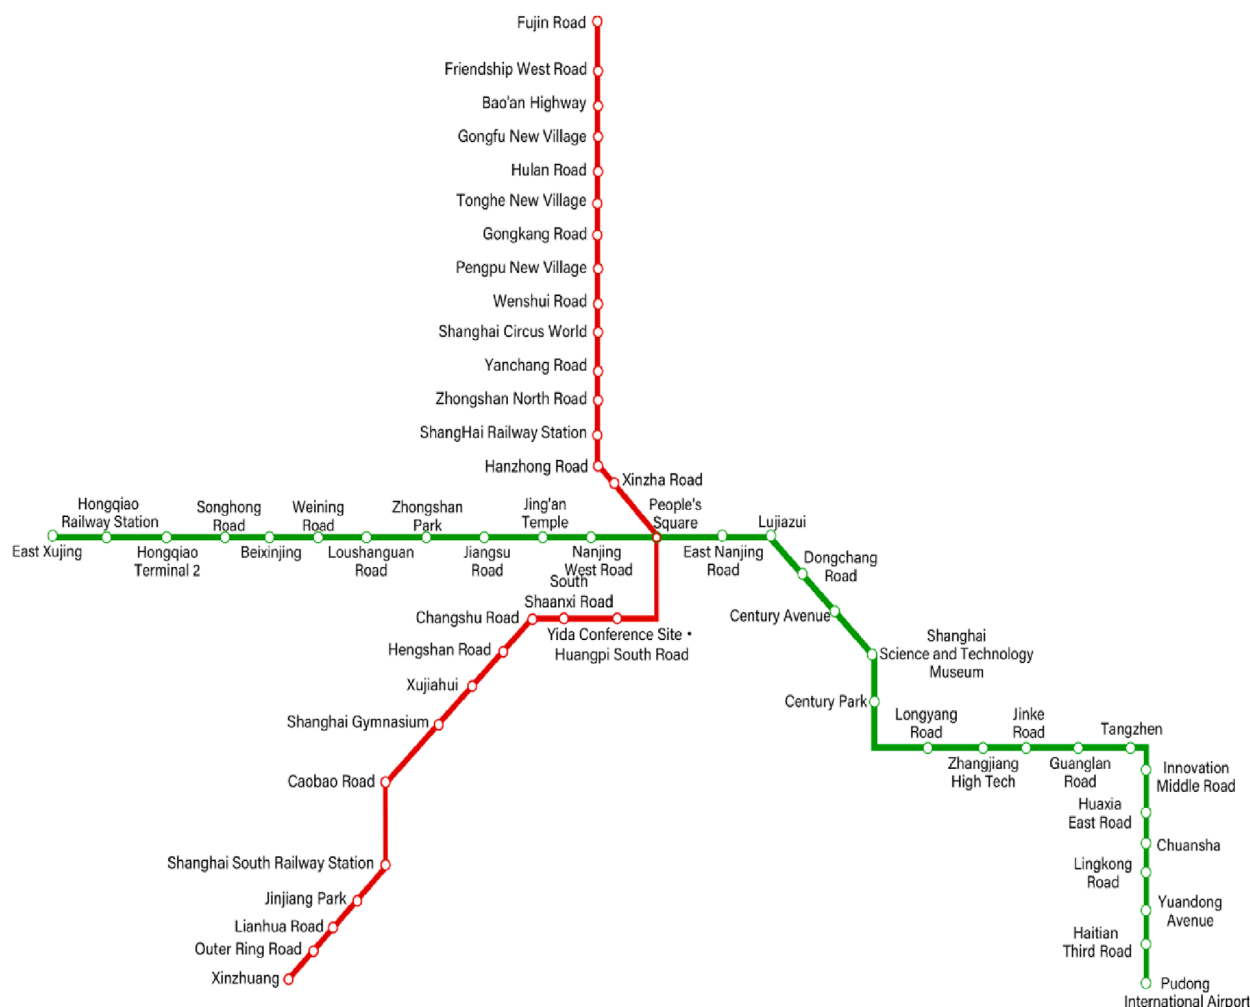 Fujin Road
Friendship West Road
Bao'an Highway
Gongfu New Village
Hulan Road
Tonghe New Village
Gongkang Road
Pengpu New Village
Wenshui Road
Shanghai Circus World
Yanchang Road
Zhongshan North Road
ShangHai Railway Station
Hanzhong Road
Xinzha Road
People's
Square
East Xujing
Hongqiao
Railway Station
Hongqiao
Terminal 2
Songhong
Road
Beixinjing
Weining
Road
Loushanguan
Road
Zhongshan
Park
Jiangsu
Road
Jing'an
Temple
Nanjing
West Road
East Nanjing
Road
Lujiazui
Dongchang
Road
Century Avenue
Shanghai
Science and Technology
Museum
Century Park
Longyang
Road
Zhangjiang
High Tech
Jinke
Road
Guanglan
Road
Tangzhen
Innovation
Middle Road
Huaxia
East Road
Chuansha
Lingkong
Road
Yuandong
Avenue
Haitian
Third Road
Pudong
International Airport
South
Shaanxi Road
Yida Conference Site •
Huangpi South Road
Changshu Road
Hengshan Road
Xujiahui
Shanghai Gymnasium
Caobao Road
Shanghai South Railway Station
Jinjiang Park
Lianhua Road
Outer Ring Road
Xinzhuang